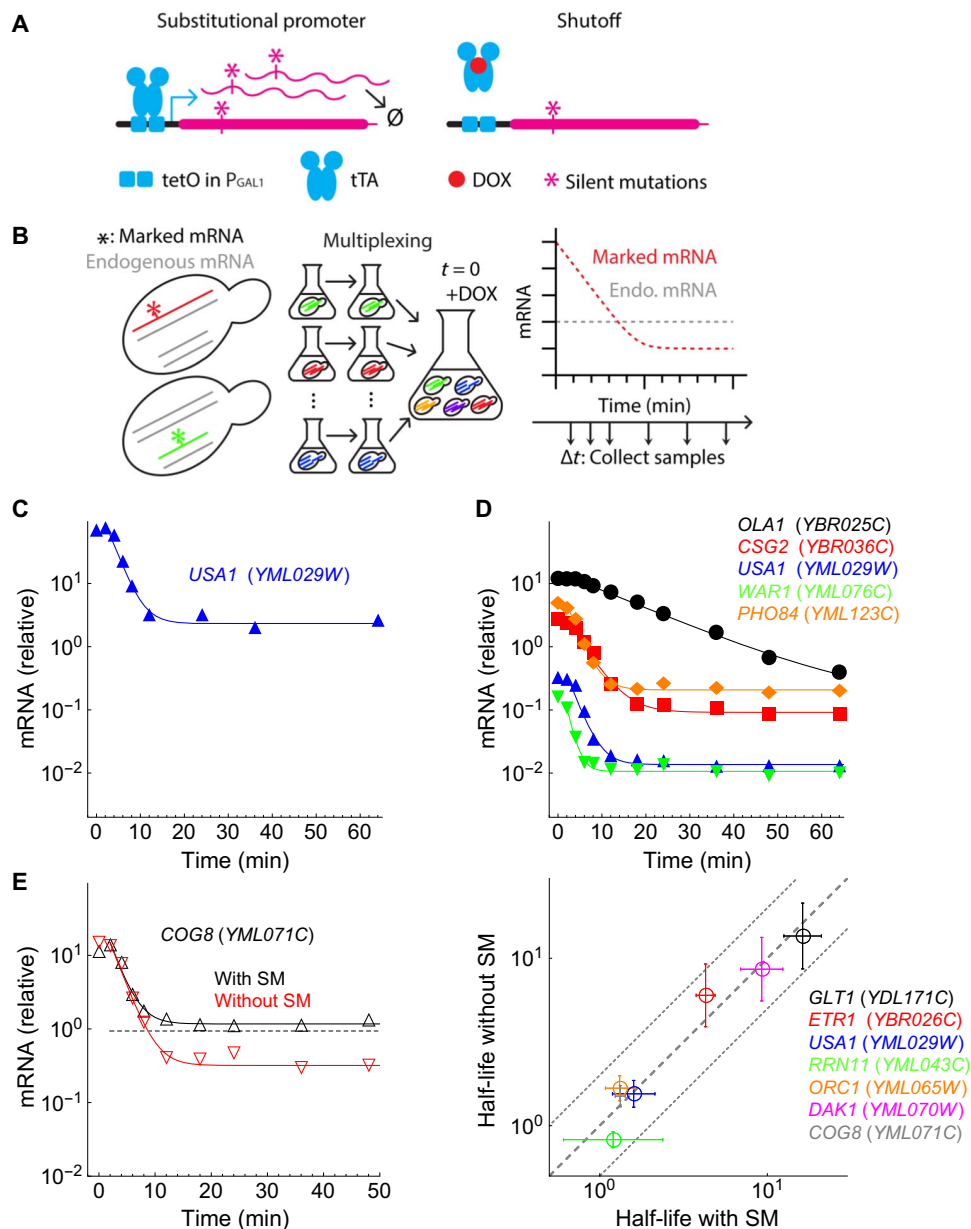 A
Substitutional promoter
Shutoff
Ø
tetO in PGAL1
tTA
DOX
Silent mutations
B
*: Marked mRNA
Endogenous mRNA
Multiplexing
t = 0
+DOX
mRNA
Marked mRNA
Endo. mRNA
Time (min)
Δt: Collect samples
C
mRNA (relative)
10^1
10^0
10^-1
10^-2
USA1 (YML029W)
0 10 20 30 40 50 60
Time (min)
D
OLA1 (YBR025C)
CSG2 (YBR036C)
USA1 (YML029W)
WAR1 (YML076C)
PHO84 (YML123C)
mRNA (relative)
10^1
10^0
10^-1
10^-2
0 10 20 30 40 50 60
Time (min)
E
mRNA (relative)
10^1
10^0
10^-1
10^-2
COG8 (YML071C)
With SM
Without SM
0 10 20 30 40 50
Time (min)
Half-life without SM
10^1
10^0
10^0 10^1
Half-life with SM
GLT1 (YDL171C)
ETR1 (YBR026C)
USA1 (YML029W)
RRN11 (YML043C)
ORC1 (YML065W)
DAK1 (YML070W)
COG8 (YML071C)